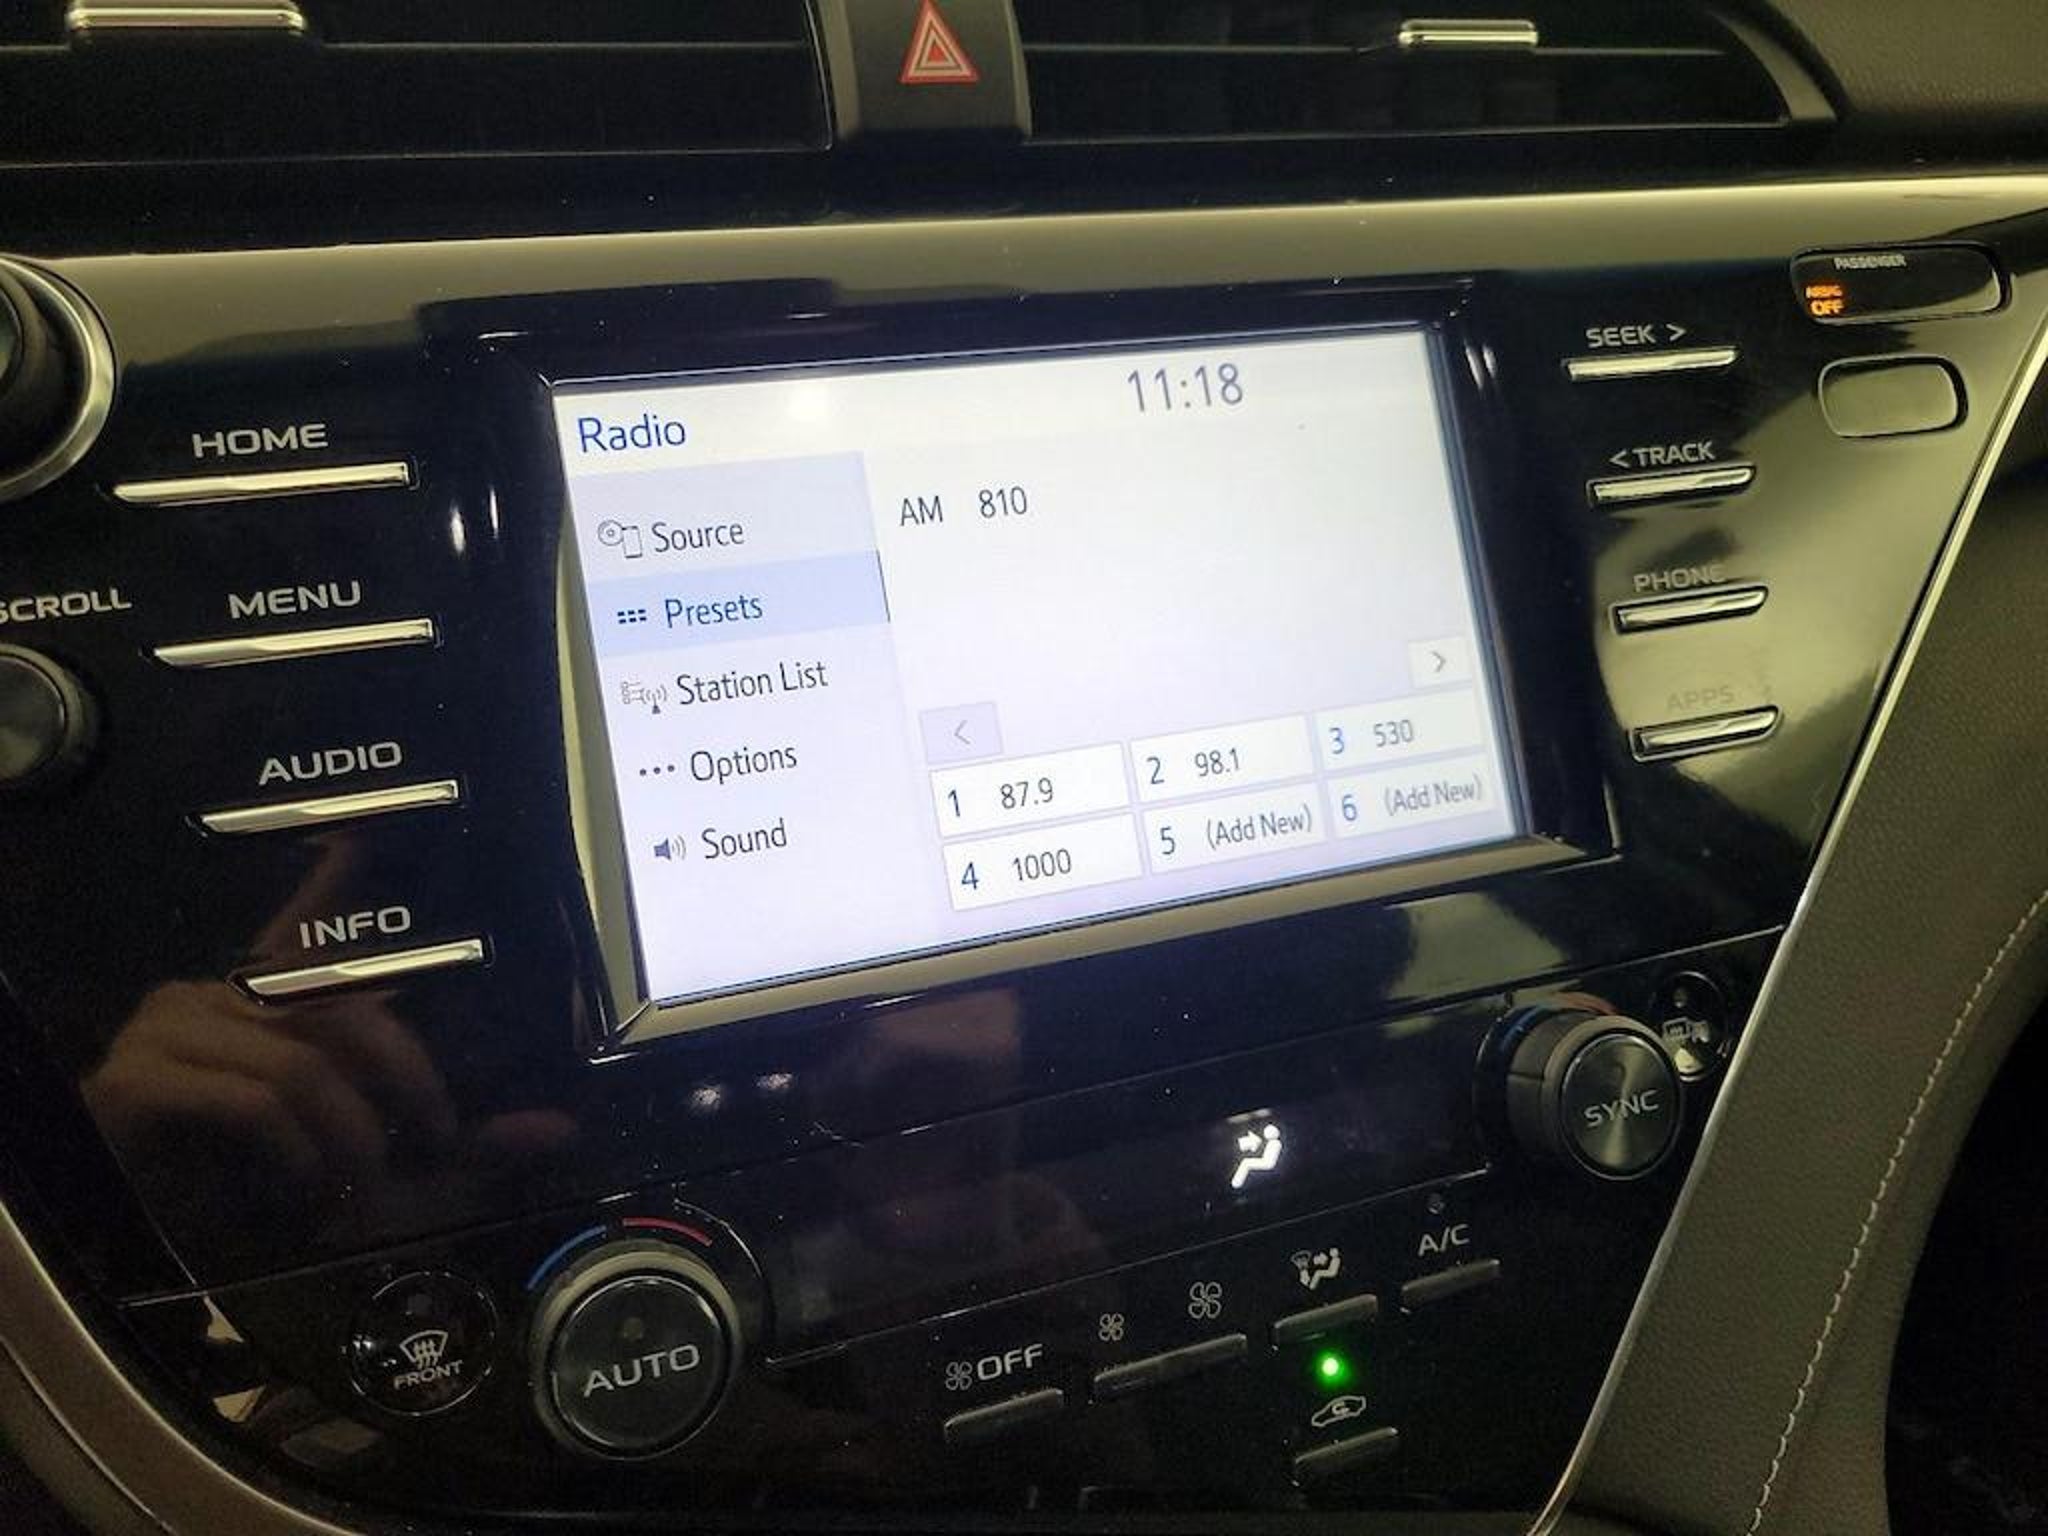 PASSENGER
AIRBAG
OFF
SEEK >
< TRACK
PHONE
APPS
HOME
SCROLL
MENU
AUDIO
INFO
Radio
11:18
Source
Presets
Station List
Options
Sound
AM 810
<
>
1 87.9
2 98.1
3 530
4 1000
5 (Add New)
6 (Add New)
SYNC
A/C
OFF
AUTO
FRONT